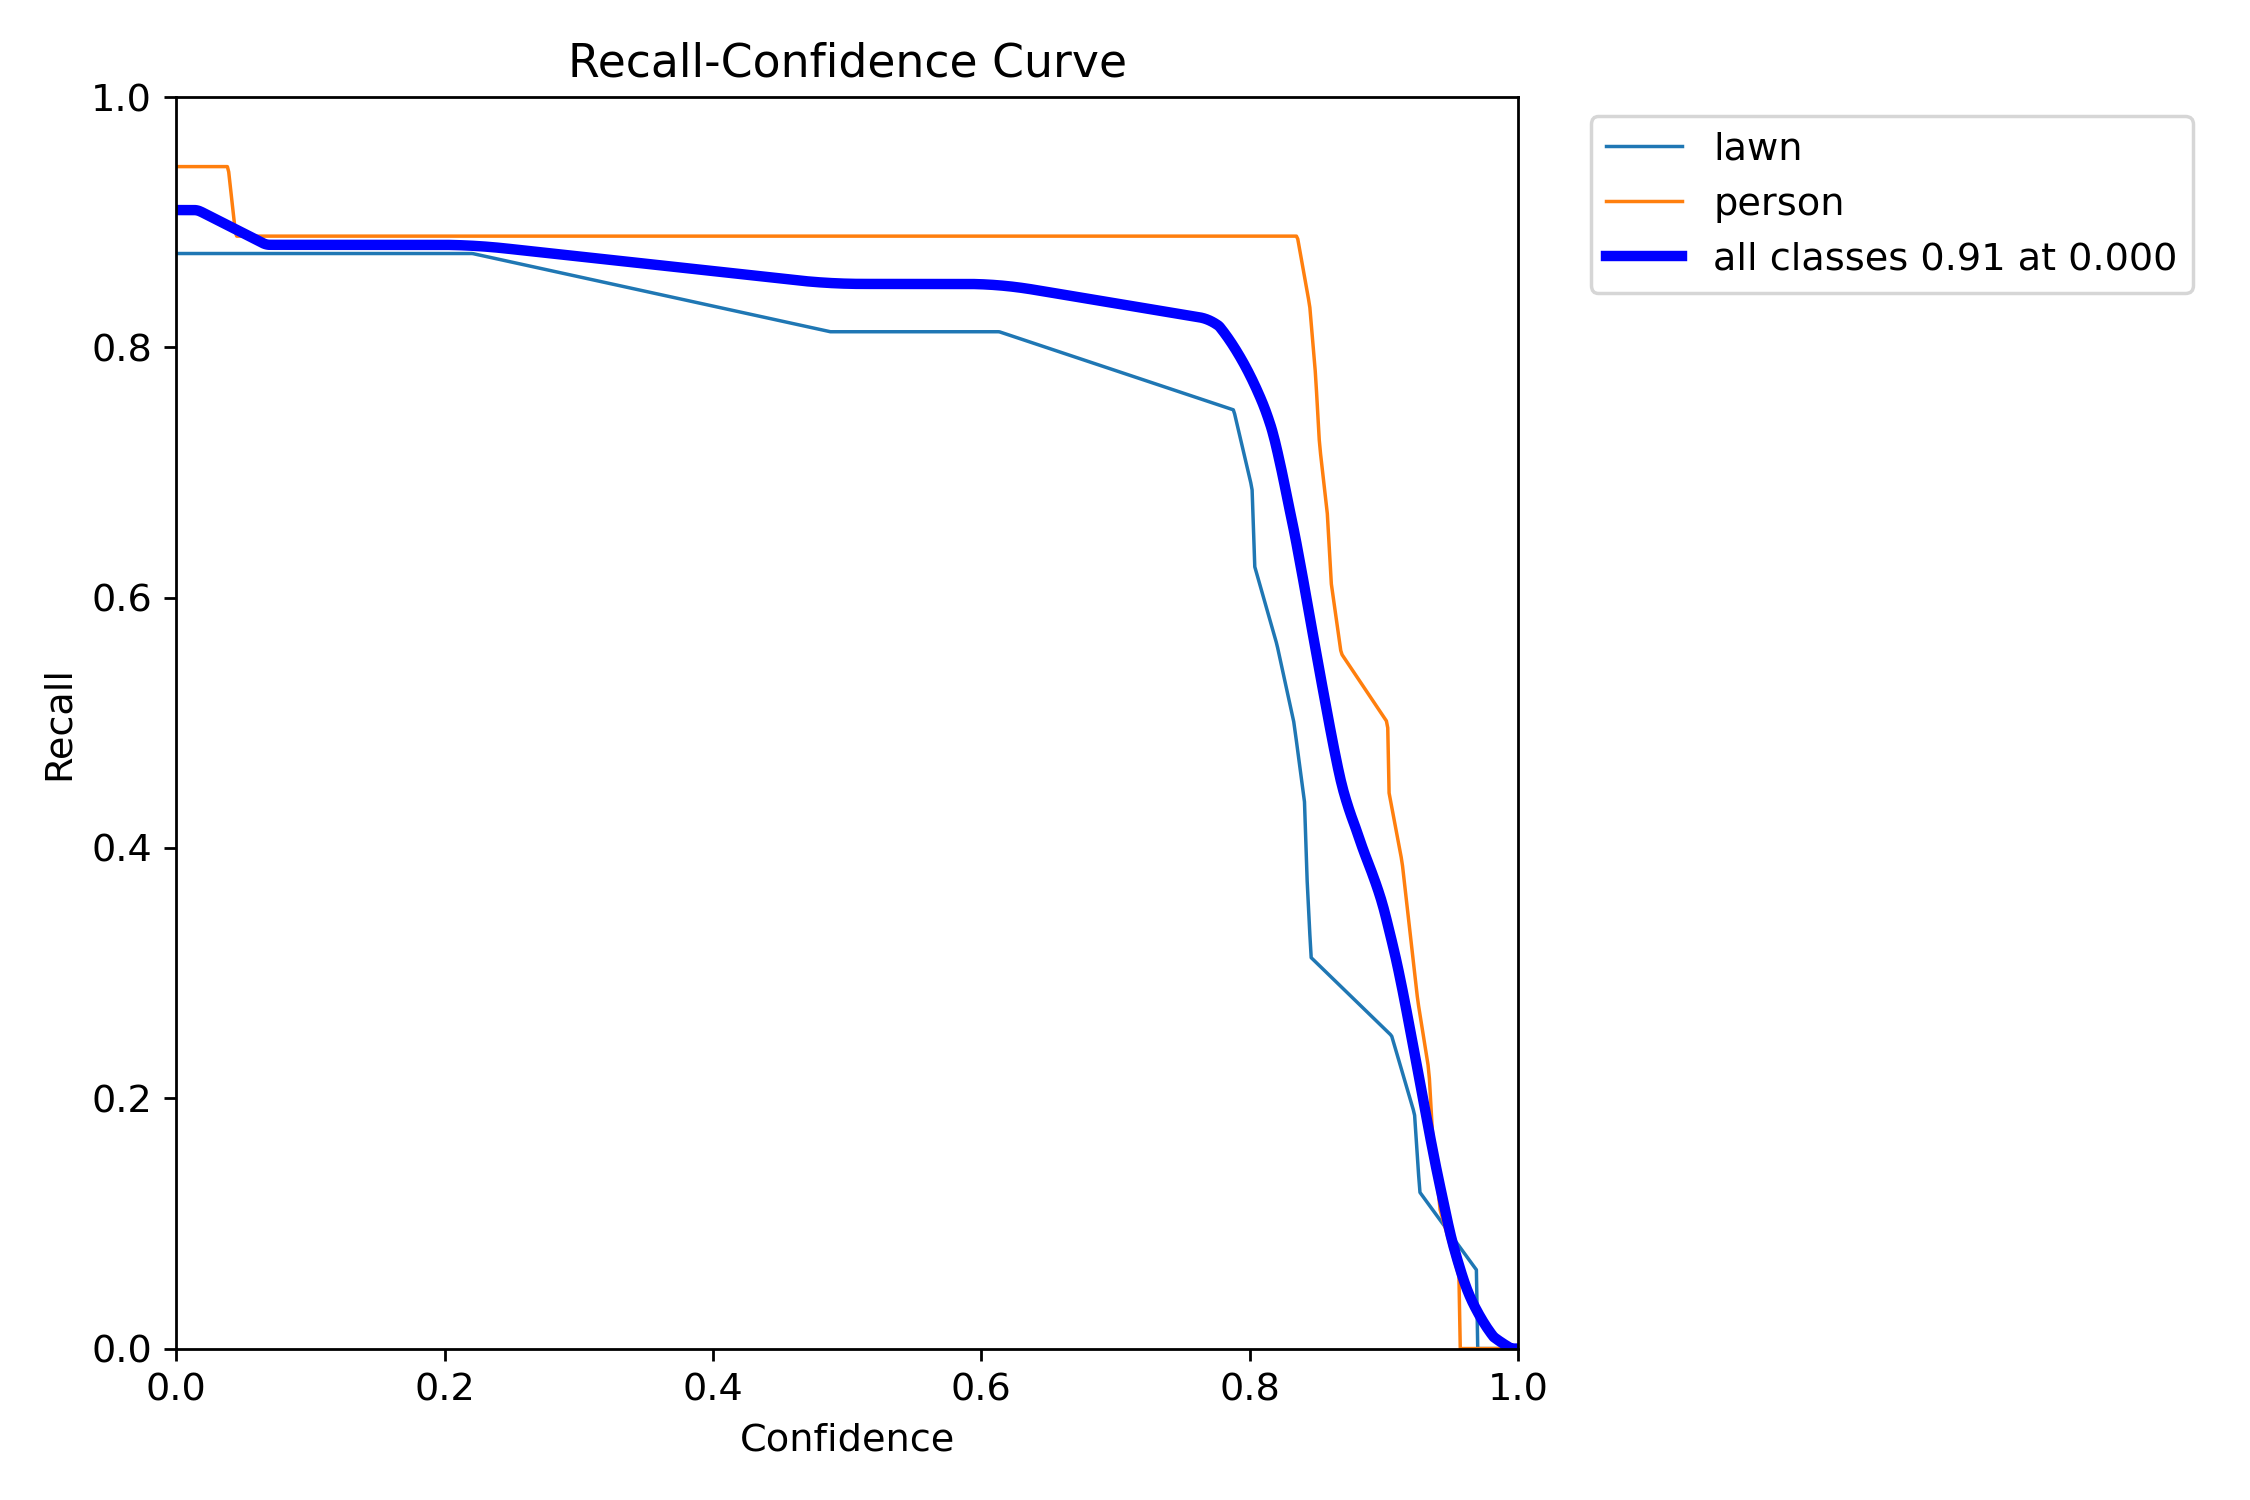 Recall-Confidence Curve
1.0
0.8
0.6
0.4
0.2
0.0
Recall
0.0 0.2 0.4 0.6 0.8 1.0
Confidence
lawn
person
all classes 0.91 at 0.000